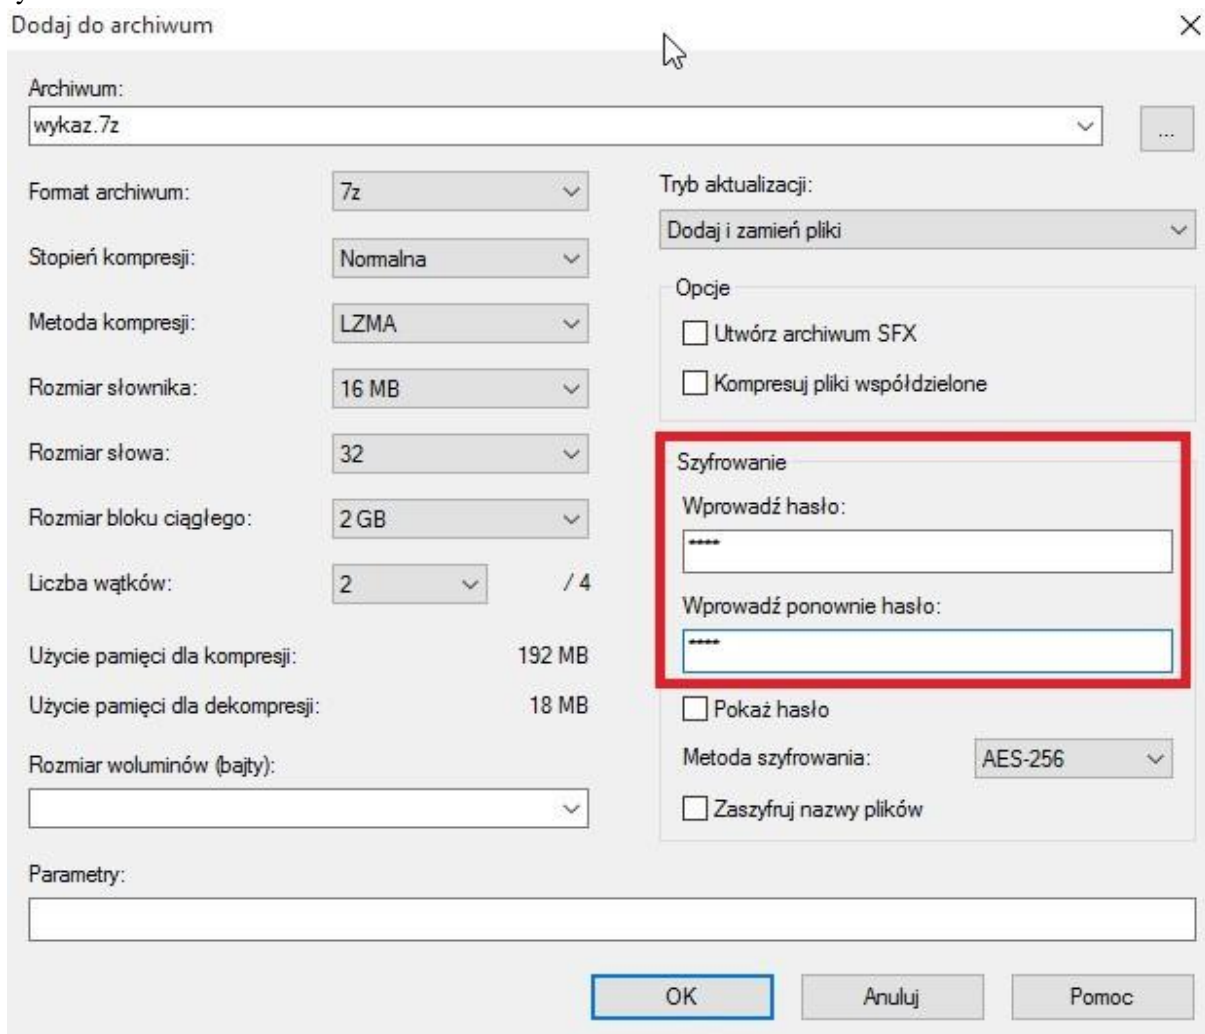 Dodaj do archiwum
Archiwum:
wykaz.7z
...
Format archiwum: 7z
Stopień kompresji: Normalna
Metoda kompresji: LZMA
Rozmiar słownika: 16 MB
Rozmiar słowa: 32
Rozmiar bloku ciągłego: 2 GB
Liczba wątków: 2 / 4
Użycie pamięci dla kompresji: 192 MB
Użycie pamięci dla dekompresji: 18 MB
Rozmiar woluminów (bajty):
Tryb aktualizacji:
Dodaj i zamień pliki
Opcje
Utwórz archiwum SFX
Kompresuj pliki współdzielone
Szyfrowanie
Wprowadź hasło:
****
Wprowadź ponownie hasło:
****
Pokaż hasło
Metoda szyfrowania: AES-256
Zaszyfruj nazwy plików
Parametry:
OK Anuluj Pomoc